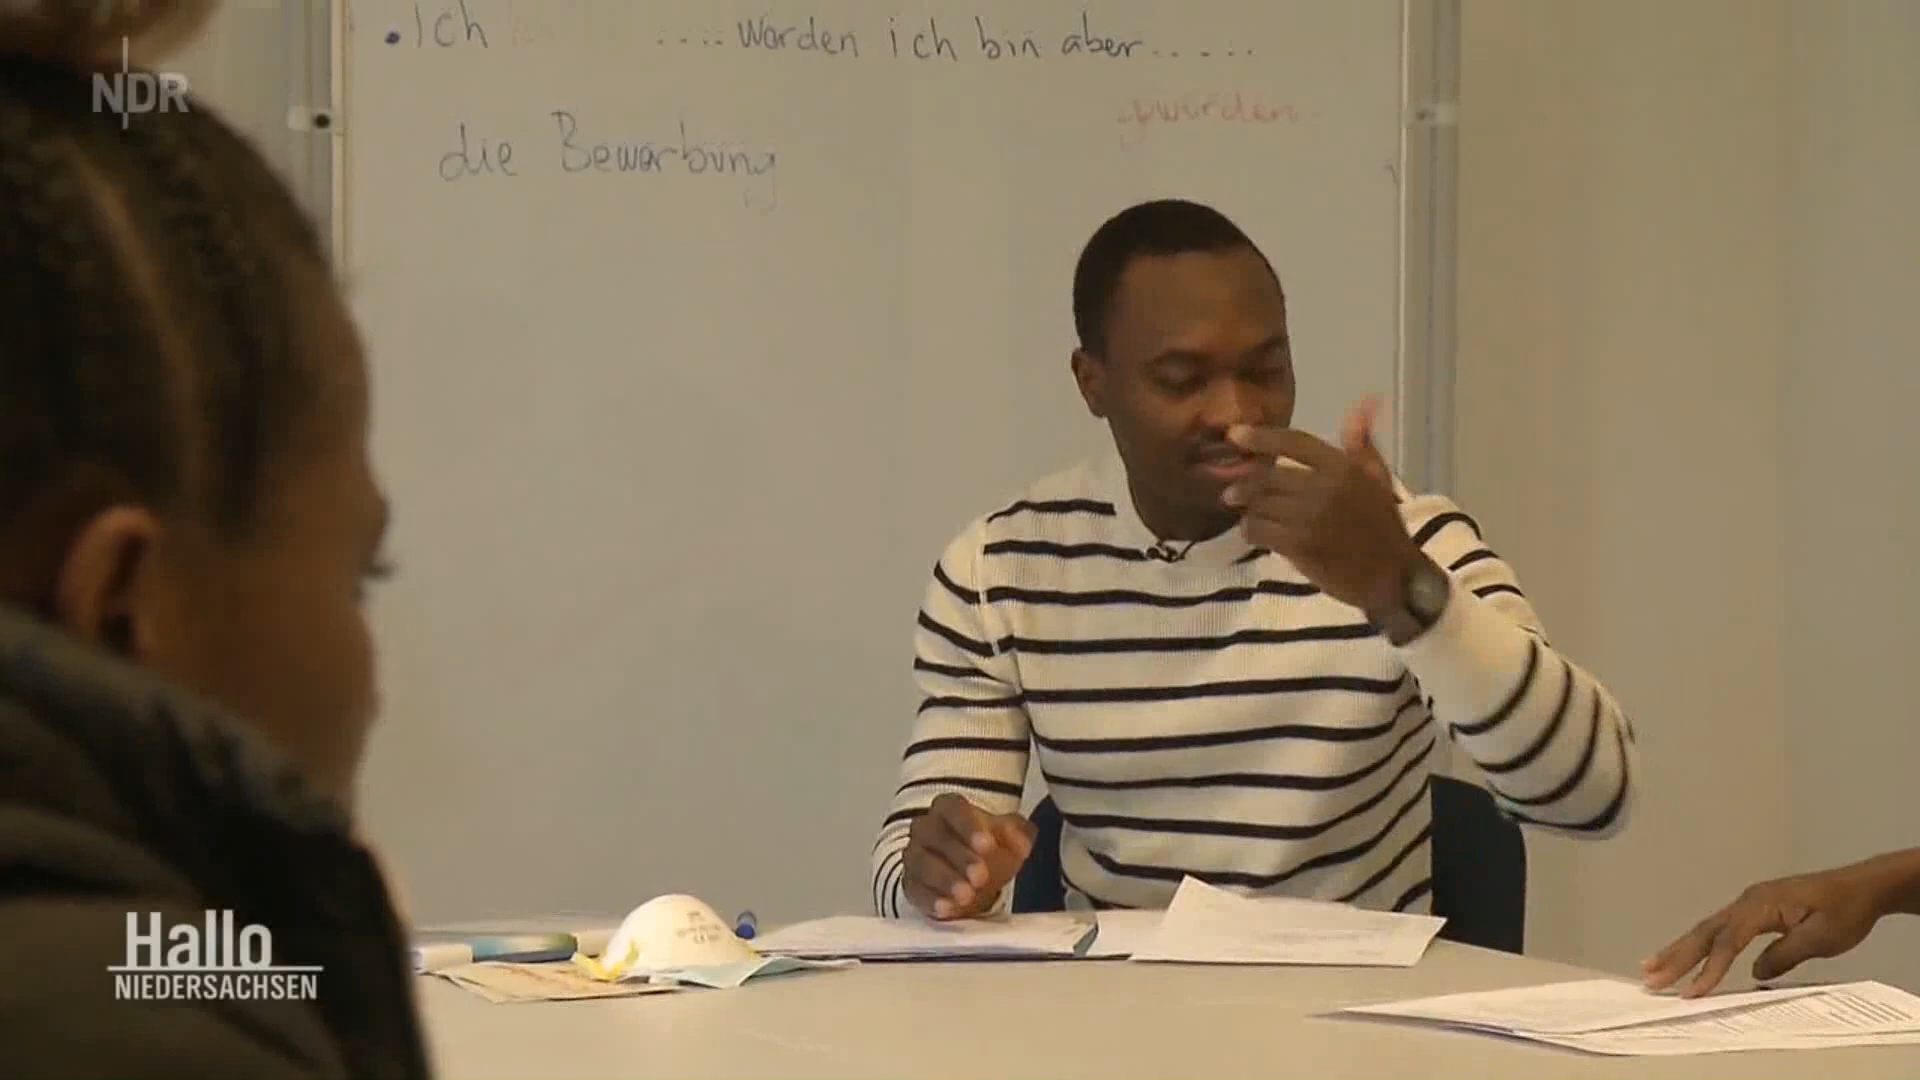 NDR
• Ich ..... Worden ich bin aber.....
die Bewerbung
Hallo
NIEDERSACHSEN